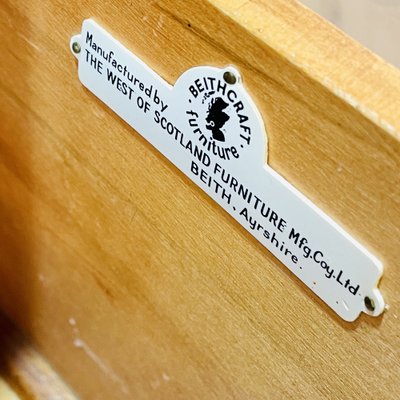 Manufactured by
· BEITHCRAFT ·
furniture
THE WEST OF SCOTLAND FURNITURE Mfg.Coy.Ltd.
BEITH. Ayrshire.